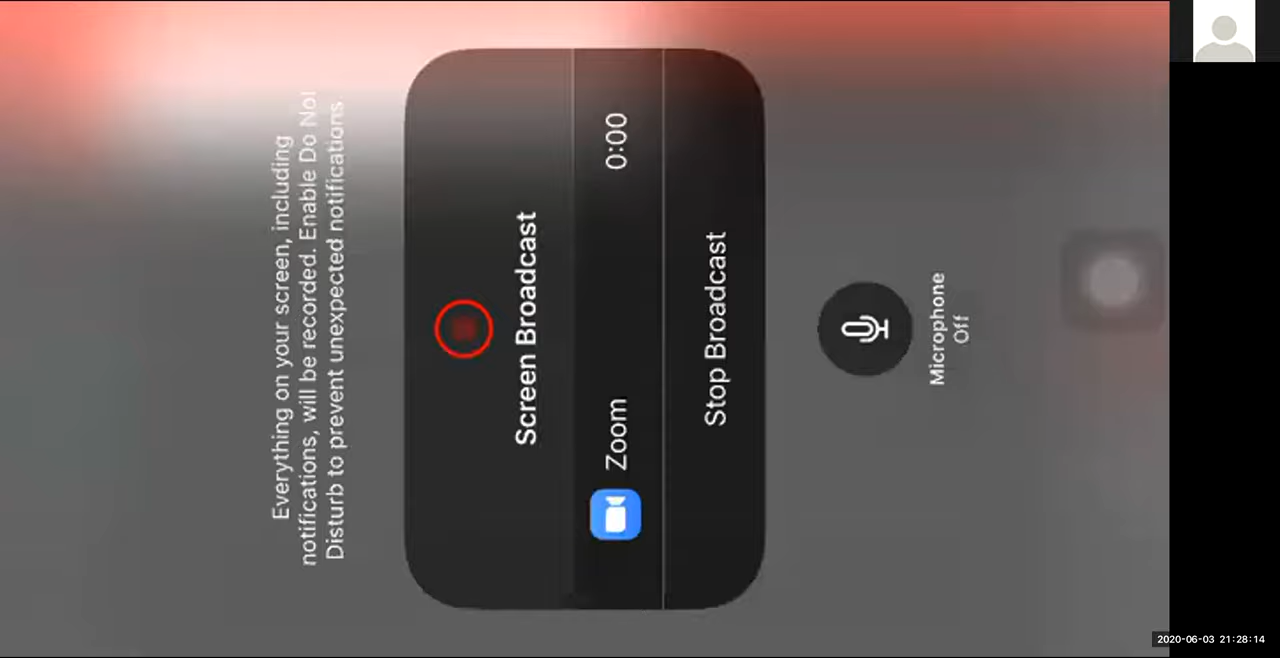 Everything on your screen, including
notifications, will be recorded. Enable Do Not
Disturb to prevent unexpected notifications.
Screen Broadcast
Zoom 0:00
Stop Broadcast
Microphone
Off
2020-06-03 21:28:14